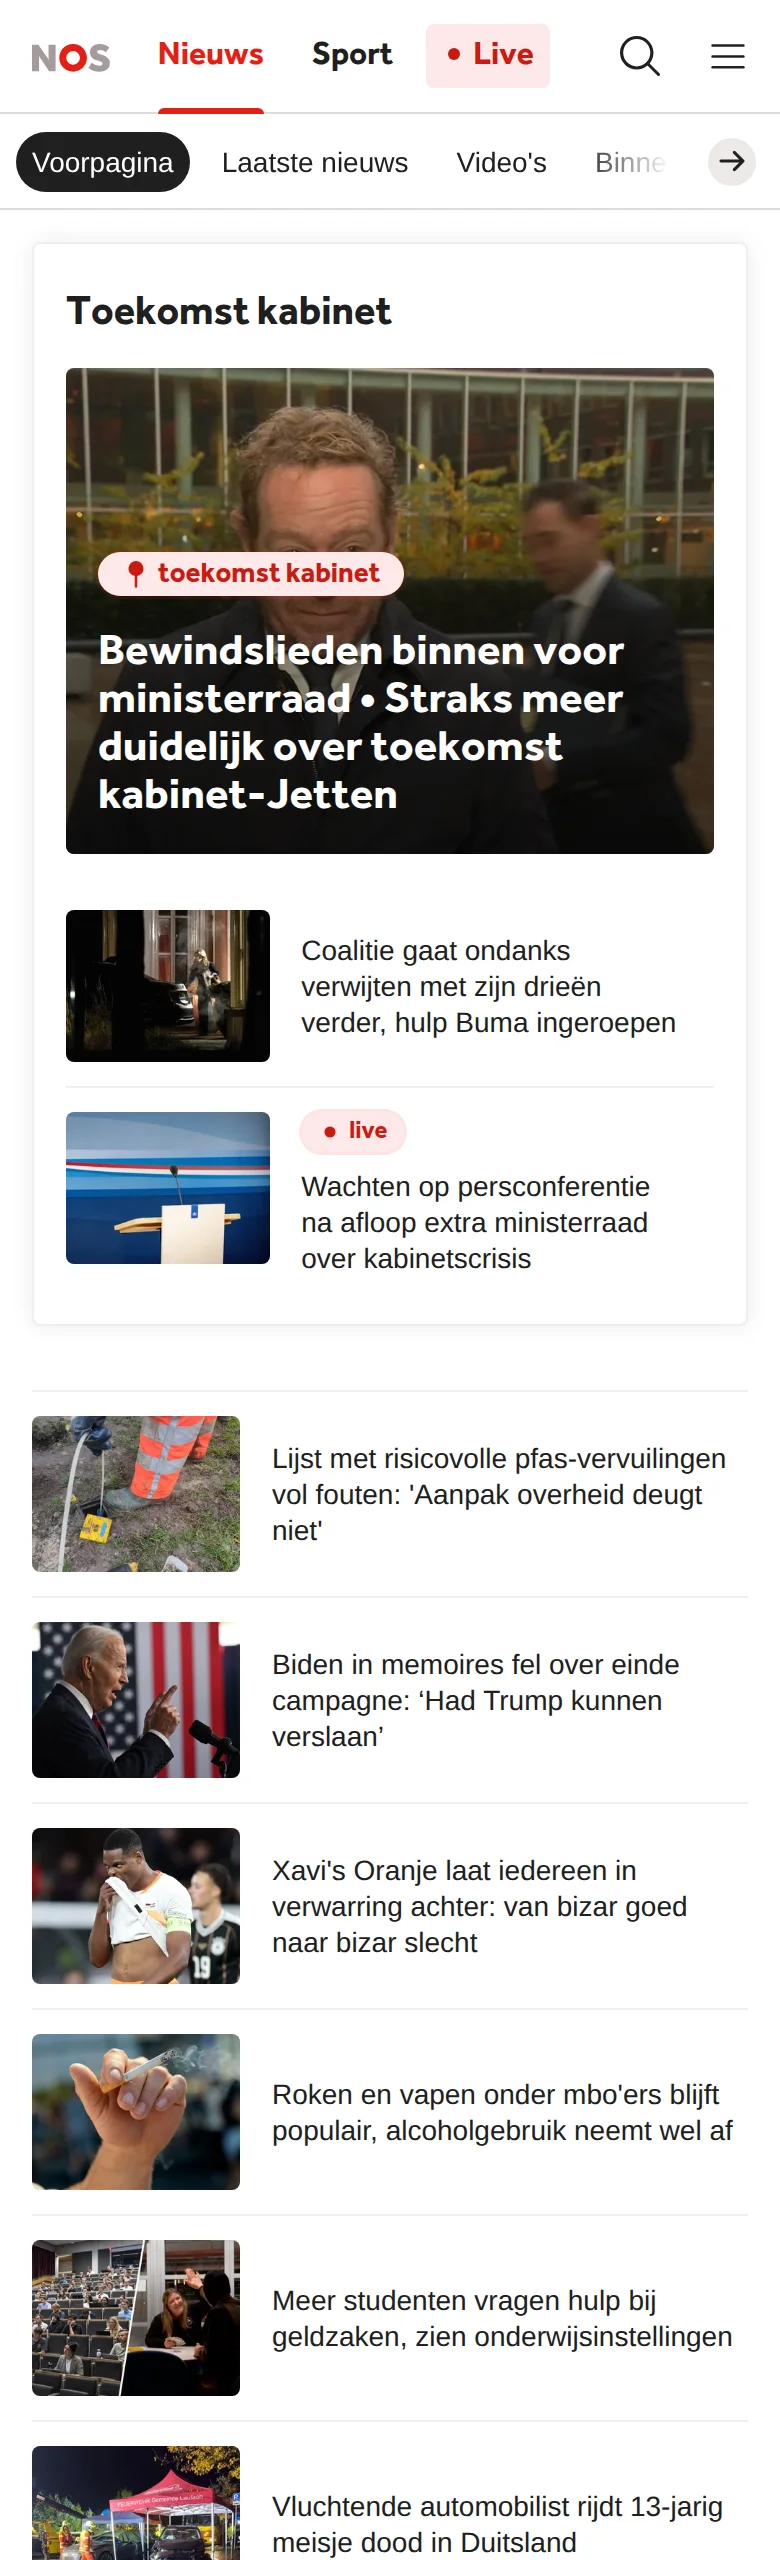 NOS
Nieuws
Sport
Live
Voorpagina
Laatste nieuws
Video's
Binne
Toekomst kabinet
toekomst kabinet
Bewindslieden binnen voor
ministerraad • Straks meer
duidelijk over toekomst
kabinet-Jetten
Coalitie gaat ondanks
verwijten met zijn drieën
verder, hulp Buma ingeroepen
live
Wachten op persconferentie
na afloop extra ministerraad
over kabinetscrisis
Lijst met risicovolle pfas-vervuilingen
vol fouten: 'Aanpak overheid deugt
niet'
Biden in memoires fel over einde
campagne: ‘Had Trump kunnen
verslaan’
Xavi's Oranje laat iedereen in
verwarring achter: van bizar goed
naar bizar slecht
19
Roken en vapen onder mbo'ers blijft
populair, alcoholgebruik neemt wel af
Meer studenten vragen hulp bij
geldzaken, zien onderwijsinstellingen
FEUERWEHR Gemeinde Laufach
Vluchtende automobilist rijdt 13-jarig
meisje dood in Duitsland